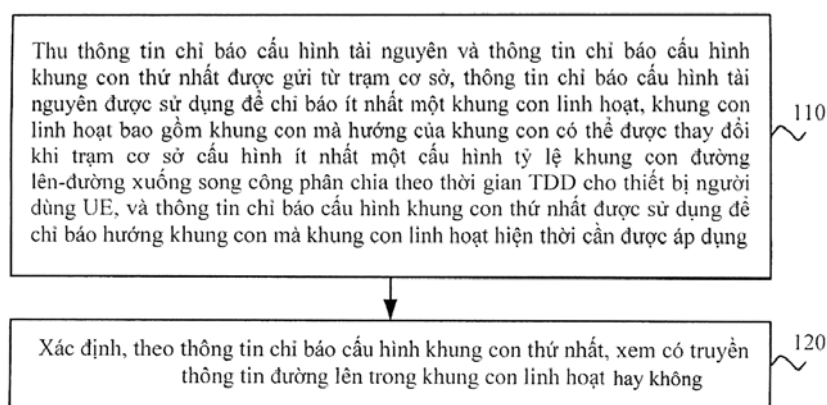 Thu thông tin chỉ báo cấu hình tài nguyên và thông tin chỉ báo cấu hình
khung con thứ nhất được gửi từ trạm cơ sở, thông tin chỉ báo cấu hình tài
nguyên được sử dụng để chỉ báo ít nhất một khung con linh hoạt, khung con
linh hoạt bao gồm khung con mà hướng của khung con có thể được thay đổi
khi trạm cơ sở cấu hình ít nhất một cấu hình tỷ lệ khung con đường
lên-đường xuống song công phân chia theo thời gian TDD cho thiết bị người
dùng UE, và thông tin chỉ báo cấu hình khung con thứ nhất được sử dụng để
chỉ báo hướng khung con mà khung con linh hoạt hiện thời cần được áp dụng
110
Xác định, theo thông tin chỉ báo cấu hình khung con thứ nhất, xem có truyền
thông tin đường lên trong khung con linh hoạt hay không
120